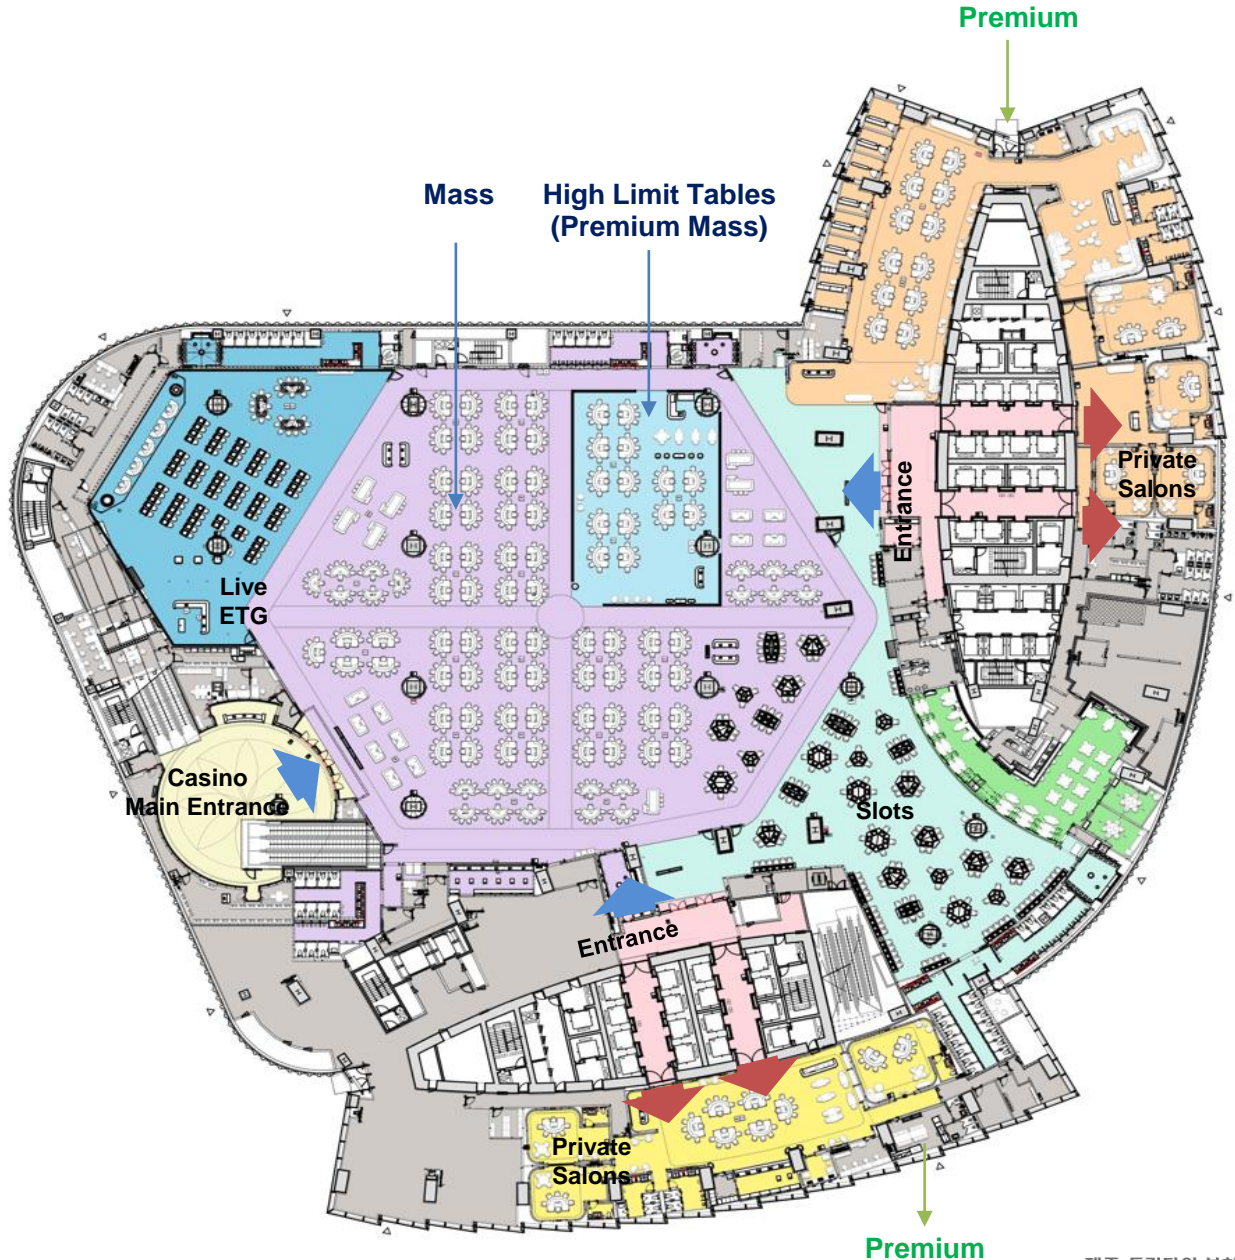 Premium
Mass
High Limit Tables
(Premium Mass)
Entrance
Private
Salons
Live
ETG
Casino
Main Entrance
Slots
Entrance
Private
Salons
Premium